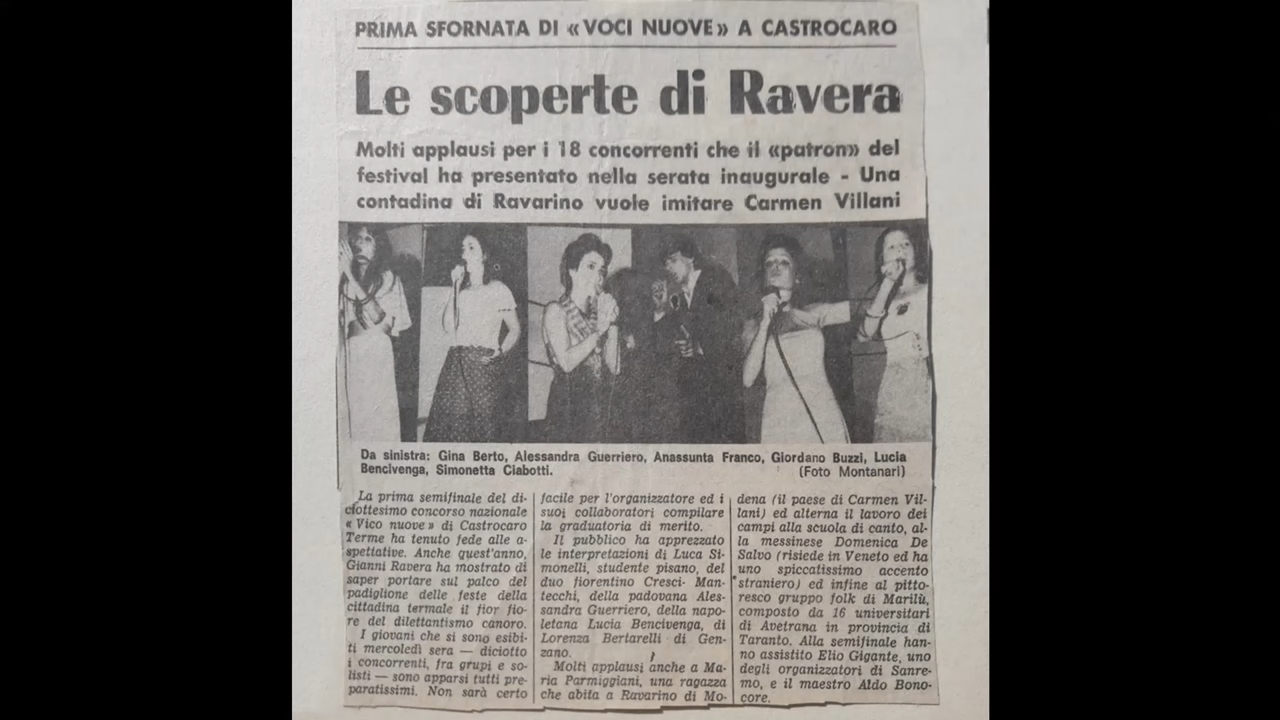 PRIMA SFORNATA DI «VOCI NUOVE» A CASTROCARO
Le scoperte di Ravera
Molti applausi per i 18 concorrenti che il «patron» del
festival ha presentato nella serata inaugurale - Una
contadina di Ravarino vuole imitare Carmen Villani
Da sinistra: Gina Berto, Alessandra Guerriero, Anassunta Franco, Giordano Buzzi, Lucia
Bencivenga, Simonetta Ciabotti. (Foto Montanari)
La prima semifinale del di-
ciottesimo concorso nazionale
« Vico nuove » di Castrocaro
Terme ha tenuto fede alle a-
spettative. Anche quest'anno,
Gianni Ravera ha mostrato di
saper portare sul palco del
padiglione delle feste della
cittadina termale il fior fio-
re del dilettantismo canoro.
I giovani che si sono esibi-
ti mercoledì sera — diciotto
i concorrenti, fra grupi e so-
listi — sono apparsi tutti pre-
paratissimi. Non sarà certo
facile per l'organizzatore ed i
suoi collaboratori compilare
la graduatoria di merito.
Il pubblico ha apprezzato
le interpretazioni di Luca Si-
monelli, studente pisano, del
duo fiorentino Cresci- Man-
tecchi, della padovana Ales-
sandra Guerriero, della napo-
letana Lucia Bencivenga, di
Lorenza Bertarelli di Gen-
zano.
Molti applausi anche a Ma-
ria Parmiggiani, una ragazza
che abita a Ravarino di Mo-
dena (il paese di Carmen Vil-
lani) ed alterna il lavoro dei
campi alla scuola di canto, al-
la messinese Domenica De
Salvo (risiede in Veneto ed ha
uno spiccatissimo accento
straniero) ed infine al pitto-
resco gruppo folk di Marilù,
composto da 16 universitari
di Avetrana in provincia di
Taranto. Alla semifinale han-
no assistito Elio Gigante, uno
degli organizzatori di Sanre-
mo, e il maestro Aldo Bono-
core.